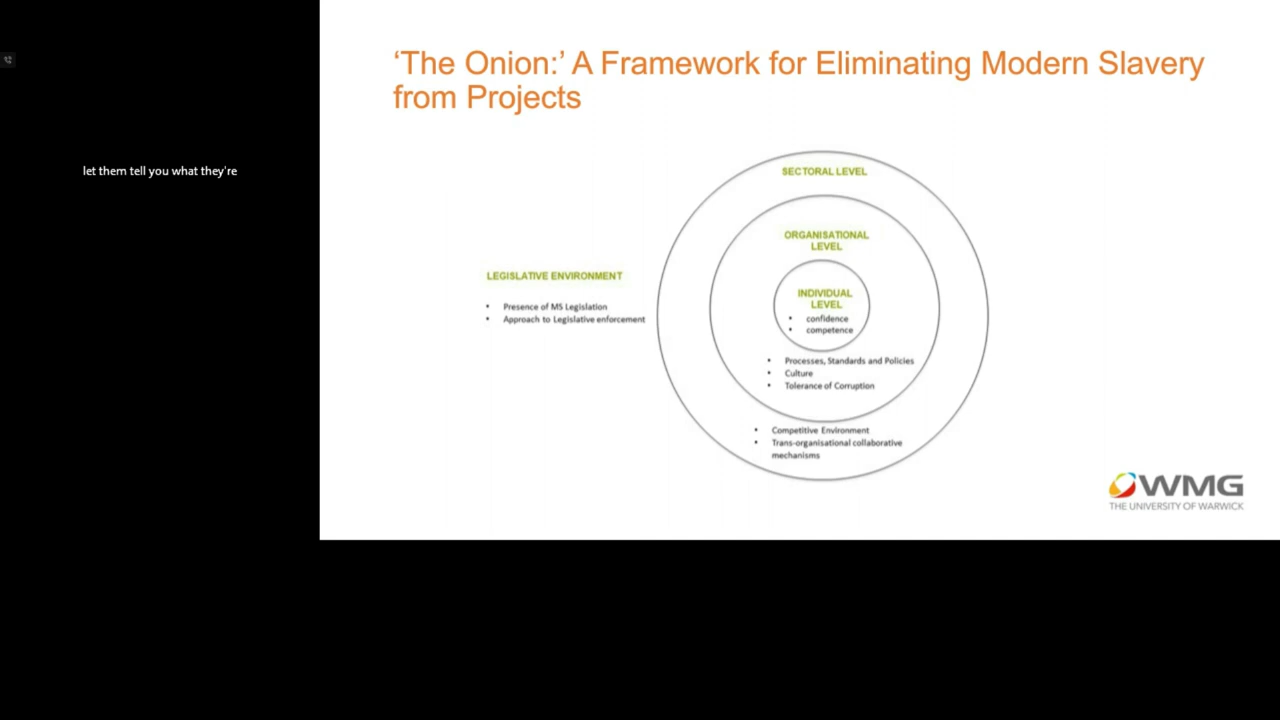 let them tell you what they're
‘The Onion:’ A Framework for Eliminating Modern Slavery
from Projects
SECTORAL LEVEL
ORGANISATIONAL
LEVEL
INDIVIDUAL
LEVEL
• confidence
• competence
LEGISLATIVE ENVIRONMENT
• Presence of MS Legislation
• Approach to Legislative enforcement
• Processes, Standards and Policies
• Culture
• Tolerance of Corruption
• Competitive Environment
• Trans-organisational collaborative
mechanisms
WMG
THE UNIVERSITY OF WARWICK